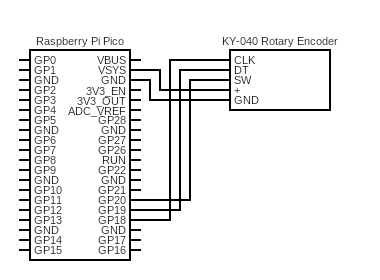 Raspberry Pi Pico
KY-040 Rotary Encoder
GP0 VBUS
GP1 VSYS
GND GND
GP2 3V3_EN
GP3 3V3_OUT
GP4 ADC_VREF
GP5 GP28
GND GND
GP6 GP27
GP7 GP26
GP8 RUN
GP9 GP22
GND GND
GP10 GP21
GP11 GP20
GP12 GP19
GP13 GP18
GND GND
GP14 GP17
GP15 GP16
CLK
DT
SW
+
GND